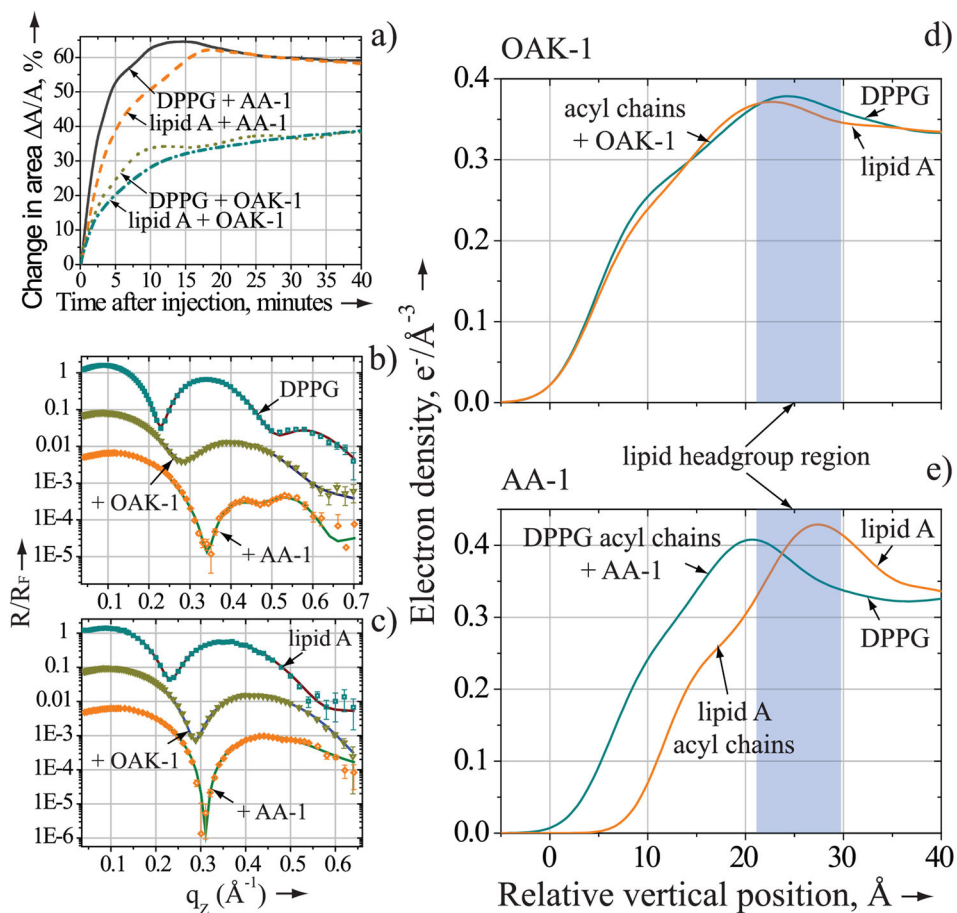 a)
Change in area ΔA/A, %
60
50
40
30
20
10
0
DPPG + AA-1
lipid A + AA-1
DPPG + OAK-1
lipid A + OAK-1
0 5 10 15 20 25 30 35 40
Time after injection, minutes →
b)
1
0.1
0.01
1E-3
1E-4
1E-5
DPPG
+ OAK-1
+ AA-1
0.1 0.2 0.3 0.4 0.5 0.6 0.7
R/RF →
c)
1
0.1
0.01
1E-3
1E-4
1E-5
1E-6
lipid A
+ OAK-1
+ AA-1
0.1 0.2 0.3 0.4 0.5 0.6
qZ (Å-1) →
Electron density, e-/Å-3 →
d)
OAK-1
0.4
0.3
0.2
0.1
0.0
acyl chains
+ OAK-1
DPPG
lipid A
lipid headgroup region
e)
AA-1
0.4
0.3
0.2
0.1
0.0
DPPG acyl chains
+ AA-1
lipid A
DPPG
lipid A
acyl chains
0 10 20 30 40
Relative vertical position, Å →